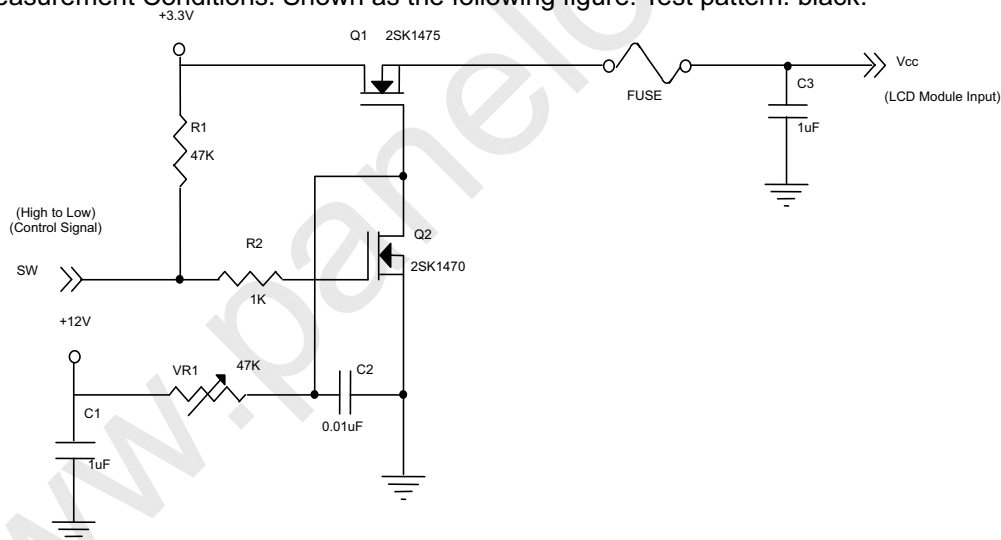 easurement Conditions: Shown as the following figure. Test pattern: black.
+3.3V
Q1 2SK1475
Vcc
(LCD Module Input)
FUSE
C3
1uF
R1
47K
(High to Low)
(Control Signal)
SW
R2
1K
Q2
2SK1470
+12V
VR1
47K
C2
0.01uF
C1
1uF
www.panelo